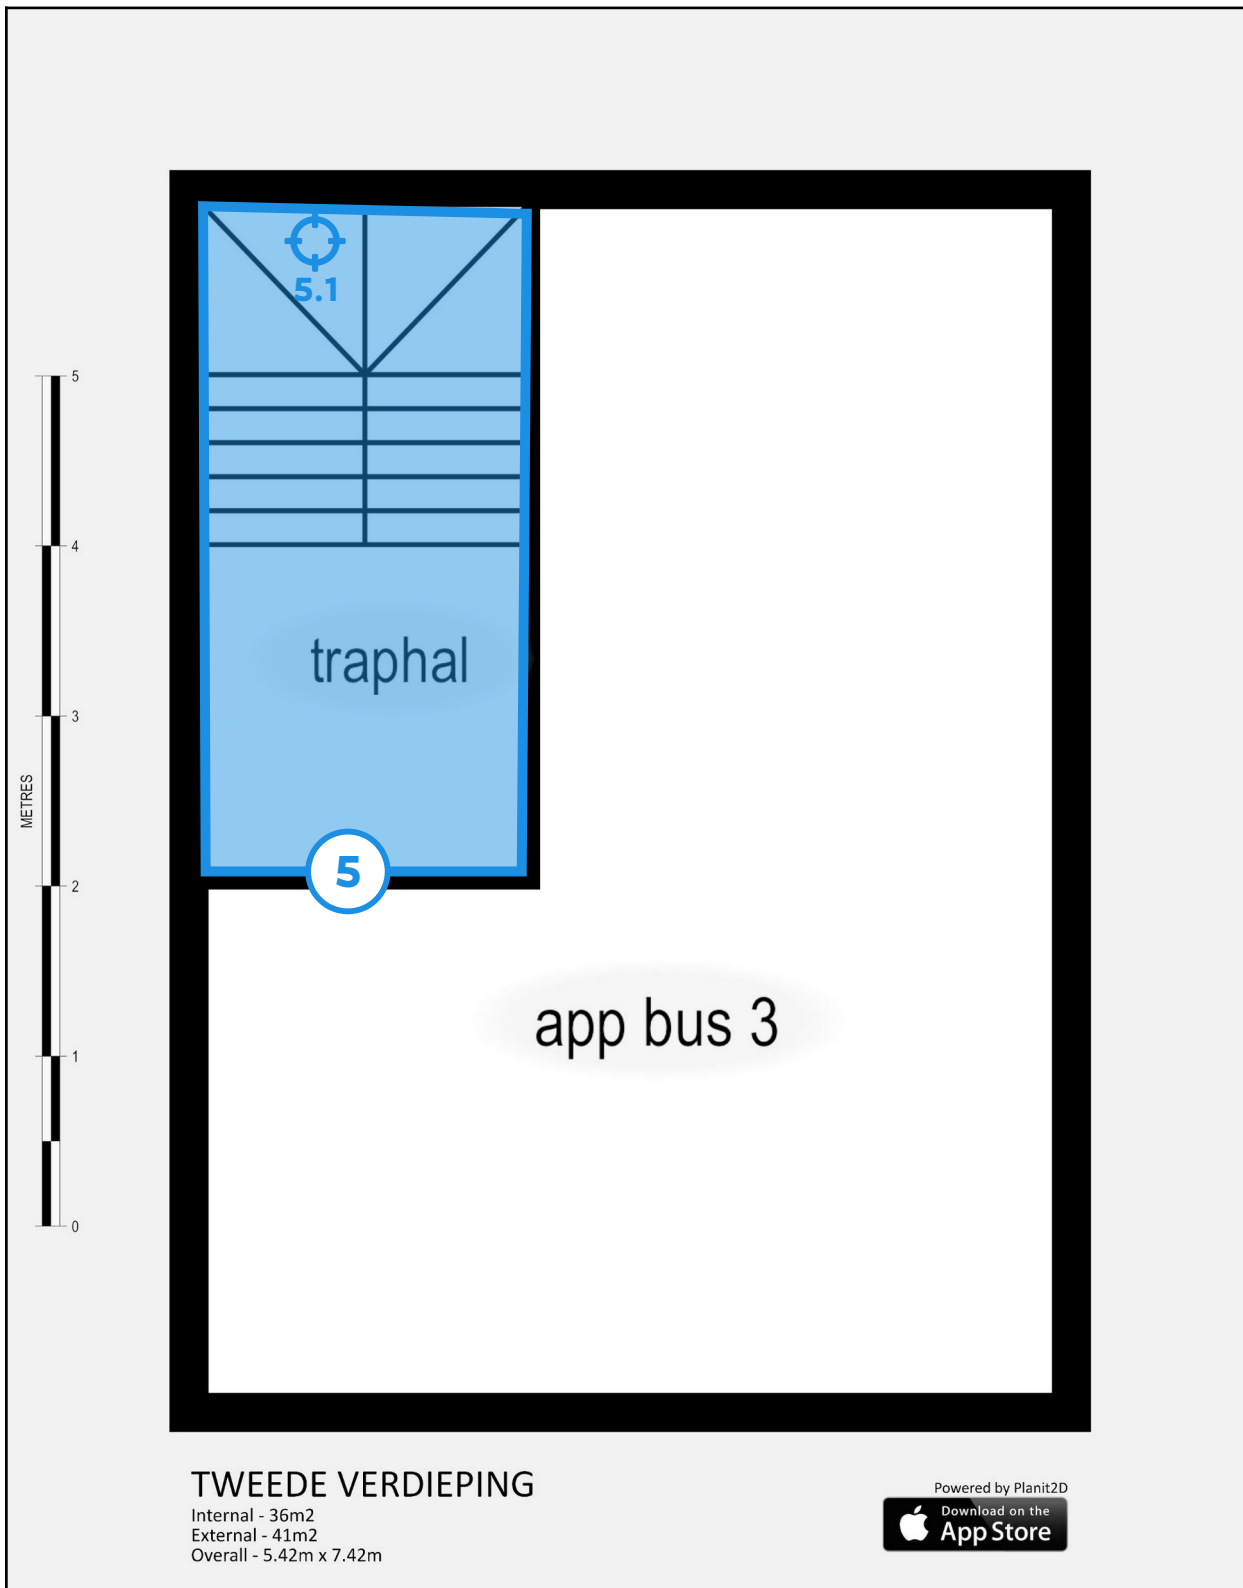 5.1
5
4
traphal
3
METRES
5
2
app bus 3
1
0
TWEEDE VERDIEPING
Internal - 36m2
External - 41m2
Overall - 5.42m x 7.42m
Powered by Planit2D
Download on the
App Store